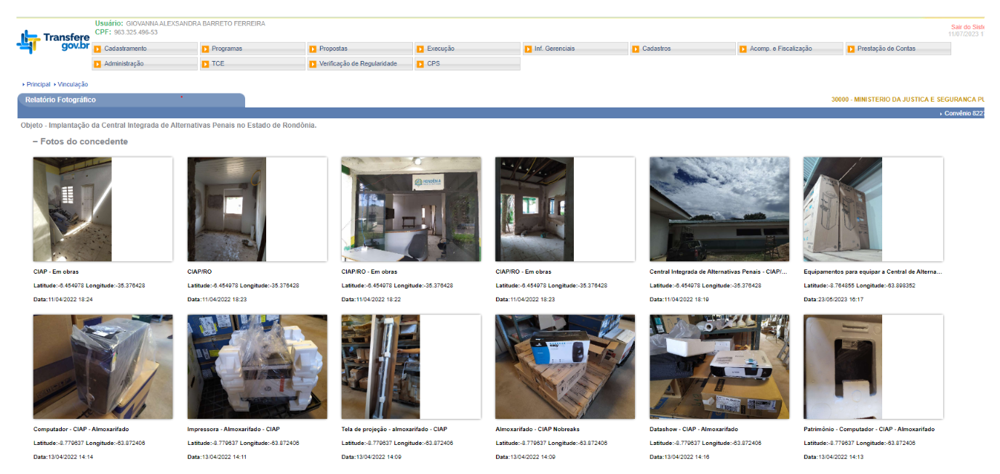 Usuário: GIOVANNA ALEXSANDRA BARRETO FERREIRA
CPF: 963.325.496-53
Transfere
gov.br
Sair do Siste
11/07/2023 1
Cadastramento Programas Propostas Execução Inf. Gerenciais Cadastros Acomp. e Fiscalização Prestação de Contas
Administração TCE Verificação de Regularidade CPS
Principal Vinculação
Relatório Fotográfico
30000 - MINISTERIO DA JUSTICA E SEGURANCA PU
Convênio 822
Objeto - Implantação da Central Integrada de Alternativas Penais no Estado de Rondônia.
− Fotos do concedente
RONDÔNIA
CIAP - Em obras
Latitude:-6.454978 Longitude:-35.376428
Data:11/04/2022 18:24
CIAP/RO
Latitude:-6.454978 Longitude:-35.376428
Data:11/04/2022 18:23
CIAP/RO - Em obras
Latitude:-6.454978 Longitude:-35.376428
Data:11/04/2022 18:22
CIAP/RO - Em obras
Latitude:-6.454978 Longitude:-35.376428
Data:11/04/2022 18:23
Central Integrada de Alternativas Penais - CIAP/...
Latitude:-6.454978 Longitude:-35.376428
Data:11/04/2022 18:19
Equipamentos para equipar a Central de Alterna...
Latitude:-8.764855 Longitude:-63.898352
Data:23/05/2023 16:17
easy
Computador - CIAP - Almoxarifado
Latitude:-8.779637 Longitude:-63.872406
Data:13/04/2022 14:14
Impressora - Almoxarifado - CIAP
Latitude:-8.779637 Longitude:-63.872406
Data:13/04/2022 14:11
Tela de projeção - almoxarifado - CIAP
Latitude:-8.779637 Longitude:-63.872406
Data:13/04/2022 14:09
Almoxarifado - CIAP Nobreaks
Latitude:-8.779637 Longitude:-63.872406
Data:13/04/2022 14:09
Datashow - CIAP - Almoxarifado
Latitude:-8.779637 Longitude:-63.872406
Data:13/04/2022 14:16
Patrimônio - Computador - CIAP - Almoxarifado
Latitude:-8.779637 Longitude:-63.872406
Data:13/04/2022 14:13